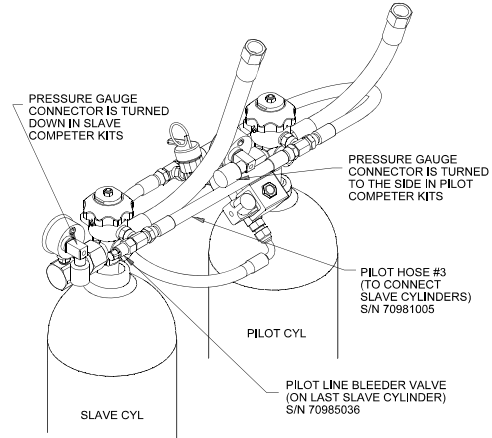 PRESSURE GAUGE
CONNECTOR IS TURNED
DOWN IN SLAVE
COMPETER KITS
PRESSURE GAUGE
CONNECTOR IS TURNED
TO THE SIDE IN PILOT
COMPETER KITS
PILOT HOSE #3
(TO CONNECT
SLAVE CYLINDERS)
S/N 70981005
PILOT CYL
PILOT LINE BLEEDER VALVE
(ON LAST SLAVE CYLINDER)
S/N 70985036
SLAVE CYL